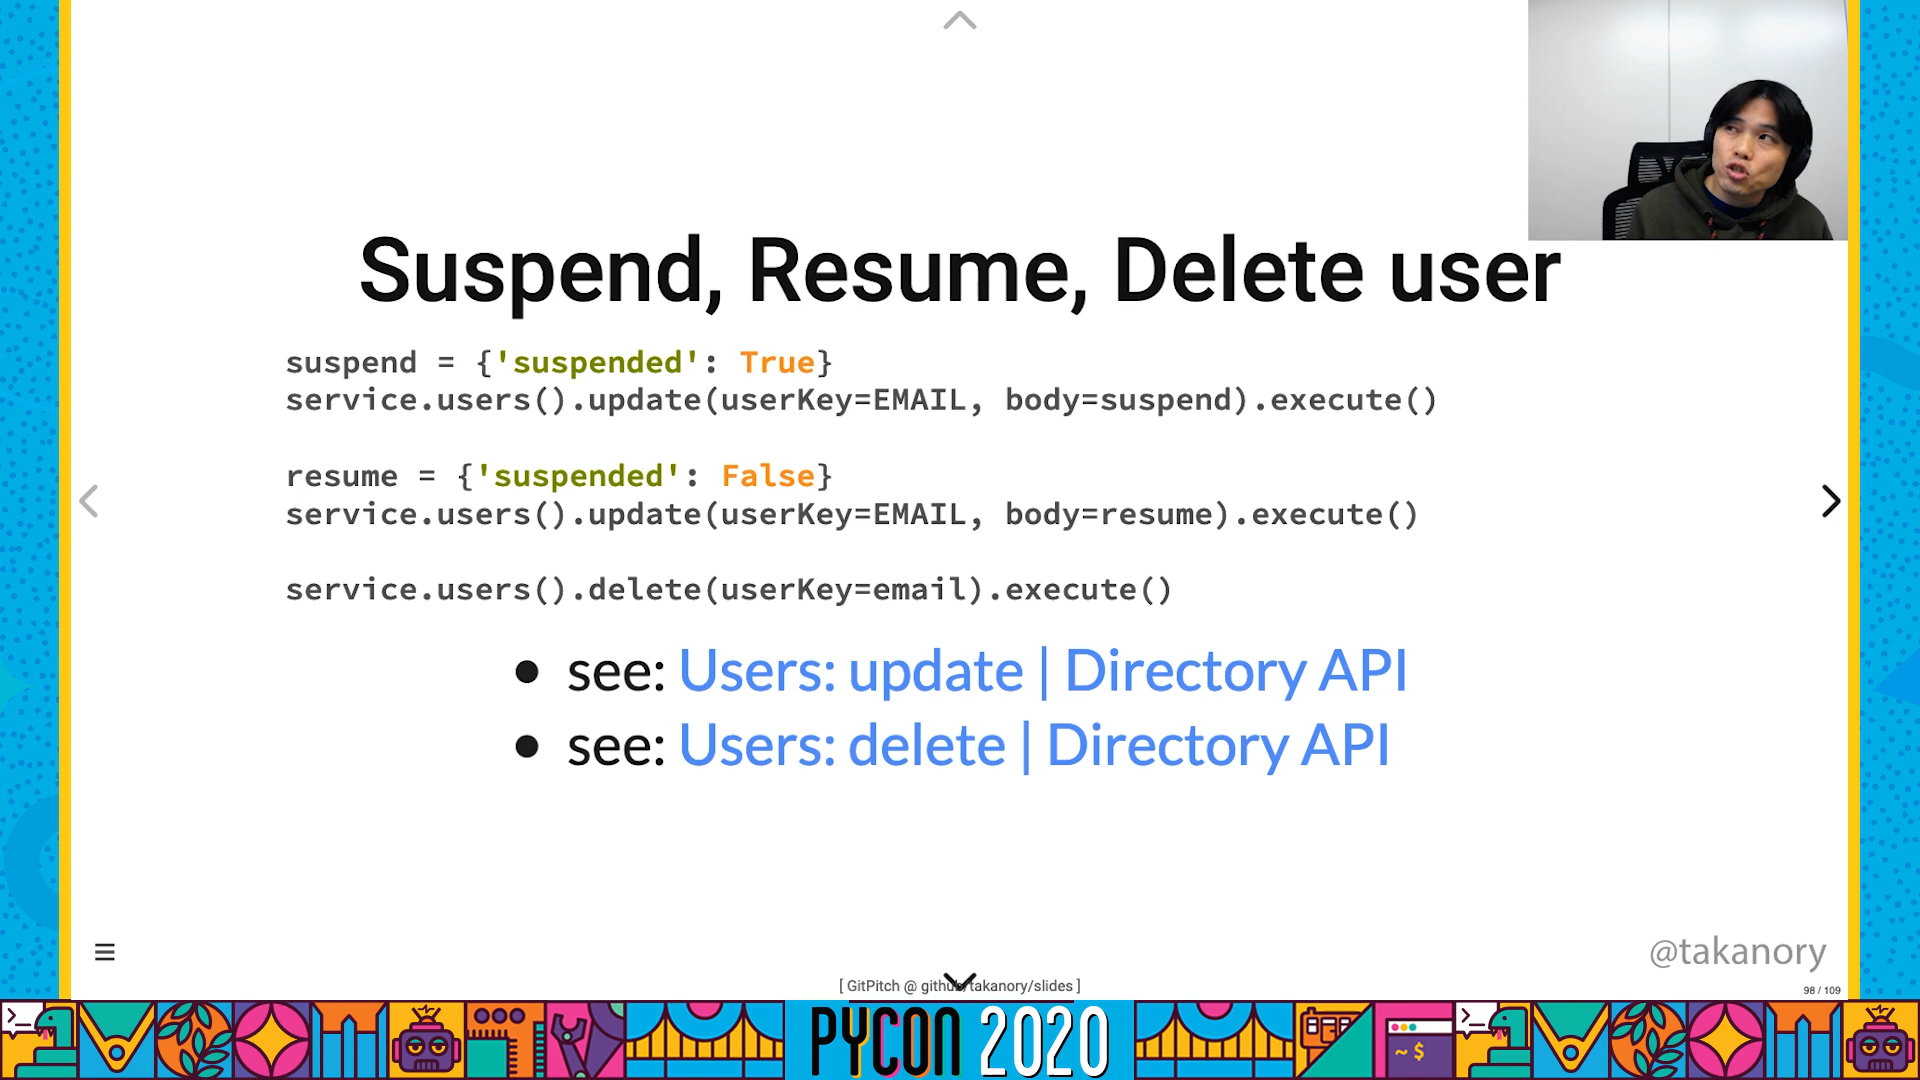 Suspend, Resume, Delete user
suspend = {'suspended': True}
service.users().update(userKey=EMAIL, body=suspend).execute()
resume = {'suspended': False}
service.users().update(userKey=EMAIL, body=resume).execute()
service.users().delete(userKey=email).execute()
• see: Users: update | Directory API
• see: Users: delete | Directory API
@takanory
[ GitPitch @ github/takanory/slides ]
98 / 109
PYCON 2020
~ $